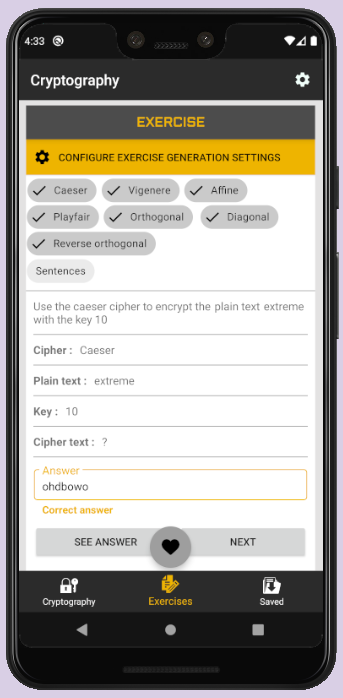 4:33
Cryptography
EXERCISE
CONFIGURE EXERCISE GENERATION SETTINGS
Caeser Vigenere Affine
Playfair Orthogonal Diagonal
Reverse orthogonal
Sentences
Use the caeser cipher to encrypt the plain text extreme
with the key 10
Cipher : Caeser
Plain text : extreme
Key : 10
Cipher text : ?
Answer
ohdbowo
Correct answer
SEE ANSWER NEXT
Cryptography Exercises Saved